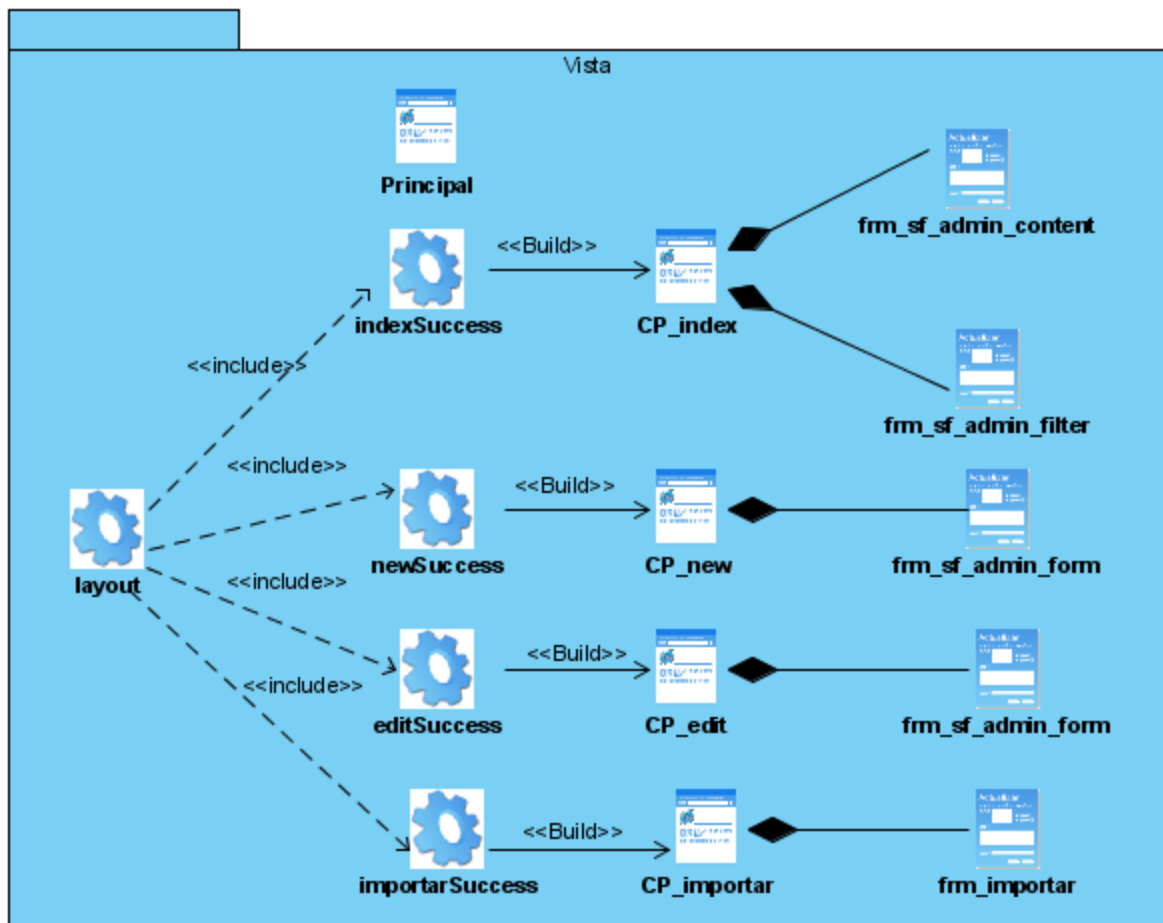 Vista
Principal
frm_sf_admin_content
<<Build>>
indexSuccess
CP_index
<<include>>
frm_sf_admin_filter
<<include>>
<<Build>>
layout
newSuccess
CP_new
frm_sf_admin_form
<<include>>
<<Build>>
<<include>>
editSuccess
CP_edit
frm_sf_admin_form
<<Build>>
importarSuccess
CP_importar
frm_importar